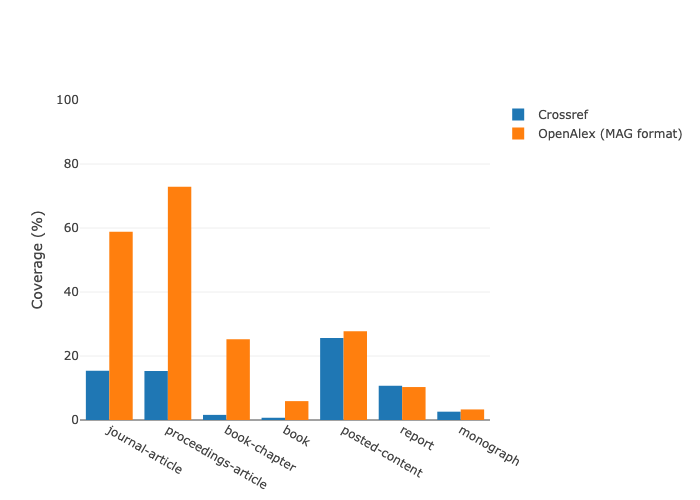 100
80
60
40
20
0
Coverage (%)
journal-article
proceedings-article
book-chapter
book
posted-content
report
monograph
Crossref
OpenAlex (MAG format)